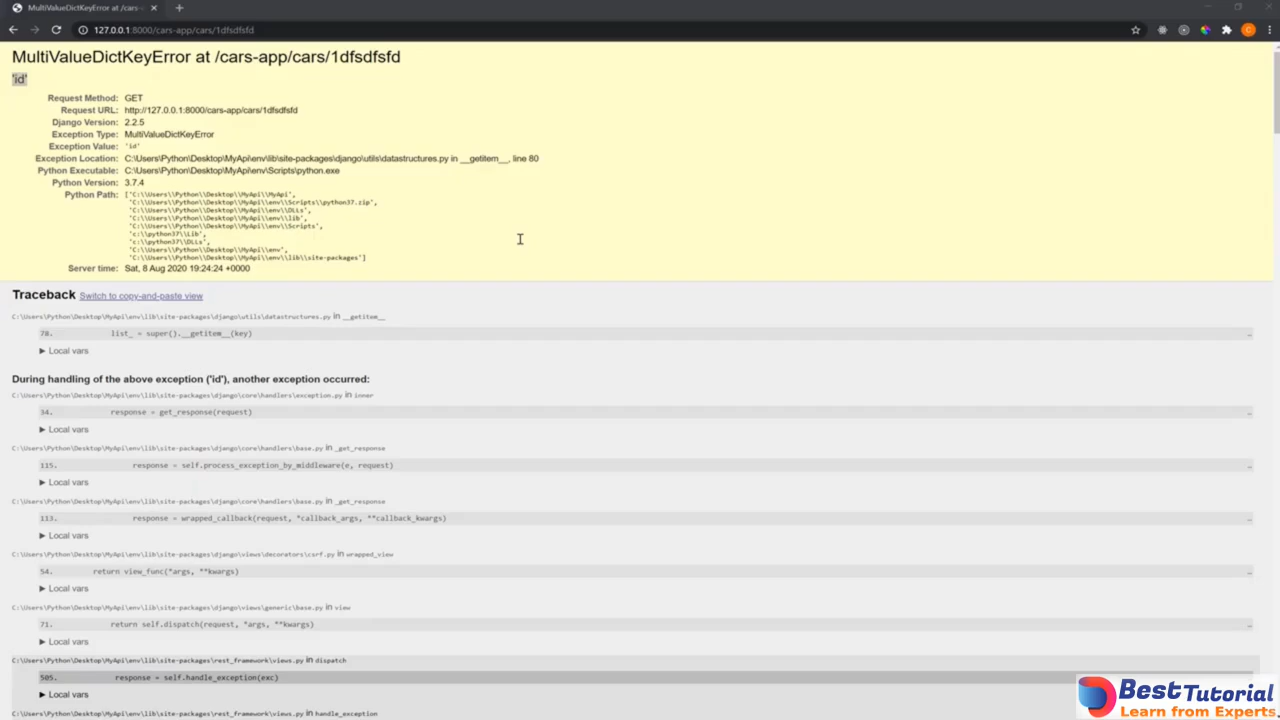 MultiValueDictKeyError at /cars-
127.0.0.1:8000/cars-app/cars/1dfsdfsfd
C
MultiValueDictKeyError at /cars-app/cars/1dfsdfsfd
'id'
Request Method: GET
Request URL: http://127.0.0.1:8000/cars-app/cars/1dfsdfsfd
Django Version: 2.2.5
Exception Type: MultiValueDictKeyError
Exception Value: 'id'
Exception Location: C:\Users\Python\Desktop\MyApi\env\lib\site-packages\django\utils\datastructures.py in __getitem__, line 80
Python Executable: C:\Users\Python\Desktop\MyApi\env\Scripts\python.exe
Python Version: 3.7.4
Python Path: ['C:\\Users\\Python\\Desktop\\MyApi\\MyApi',
'C:\\Users\\Python\\Desktop\\MyApi\\env\\Scripts\\python37.zip',
'C:\\Users\\Python\\Desktop\\MyApi\\env\\DLLs',
'C:\\Users\\Python\\Desktop\\MyApi\\env\\lib',
'C:\\Users\\Python\\Desktop\\MyApi\\env\\Scripts',
'c:\\python37\\Lib',
'c:\\python37\\DLLs',
'C:\\Users\\Python\\Desktop\\MyApi\\env',
'C:\\Users\\Python\\Desktop\\MyApi\\env\\lib\\site-packages']
Server time: Sat, 8 Aug 2020 19:24:24 +0000
Traceback Switch to copy-and-paste view
C:\Users\Python\Desktop\MyApi\env\lib\site-packages\django\utils\datastructures.py in __getitem__
78. list_ = super().__getitem__(key) …
▶ Local vars
During handling of the above exception ('id'), another exception occurred:
C:\Users\Python\Desktop\MyApi\env\lib\site-packages\django\core\handlers\exception.py in inner
34. response = get_response(request) …
▶ Local vars
C:\Users\Python\Desktop\MyApi\env\lib\site-packages\django\core\handlers\base.py in _get_response
115. response = self.process_exception_by_middleware(e, request) …
▶ Local vars
C:\Users\Python\Desktop\MyApi\env\lib\site-packages\django\core\handlers\base.py in _get_response
113. response = wrapped_callback(request, *callback_args, **callback_kwargs) …
▶ Local vars
C:\Users\Python\Desktop\MyApi\env\lib\site-packages\django\views\decorators\csrf.py in wrapped_view
54. return view_func(*args, **kwargs) …
▶ Local vars
C:\Users\Python\Desktop\MyApi\env\lib\site-packages\django\views\generic\base.py in view
71. return self.dispatch(request, *args, **kwargs) …
▶ Local vars
C:\Users\Python\Desktop\MyApi\env\lib\site-packages\rest_framework\views.py in dispatch
505. response = self.handle_exception(exc)
▶ Local vars
C:\Users\Python\Desktop\MyApi\env\lib\site-packages\rest_framework\views.py in handle_exception
BestTutorial
Learn from Experts.